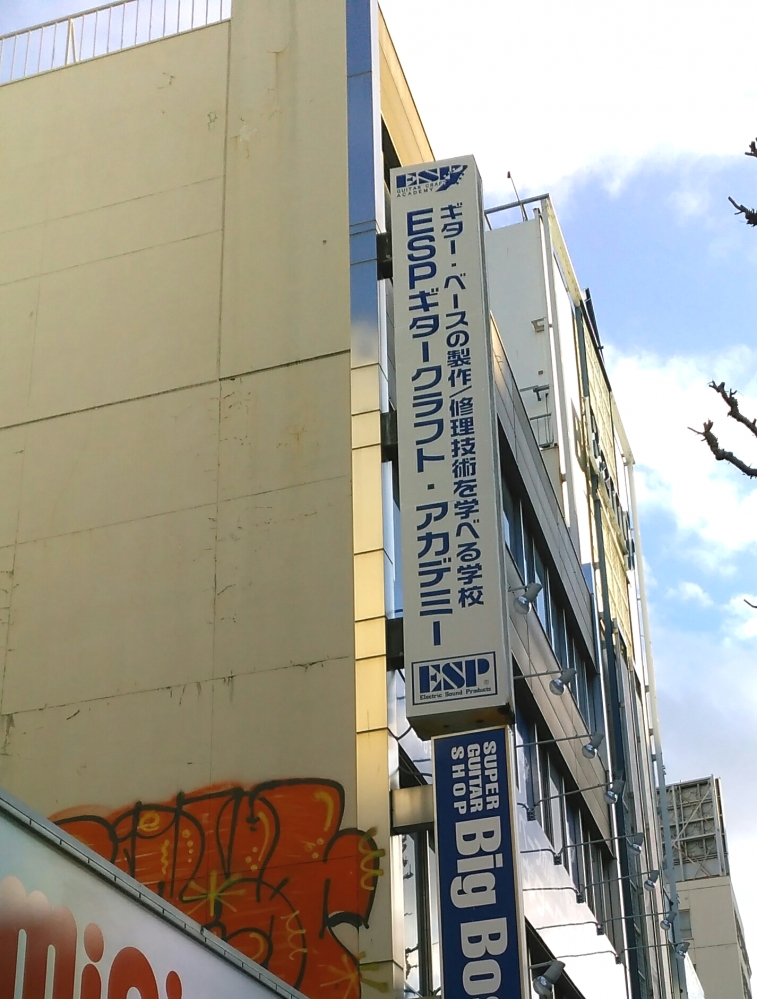 ESP
GUITAR CRAFT
ACADEMY
ギター・ベースの製作/修理技術を学べる学校
ESPギタークラフト・アカデミー
ESP
Electric Sound Products
SUPER
GUITAR
SHOP
Big Bos
mini